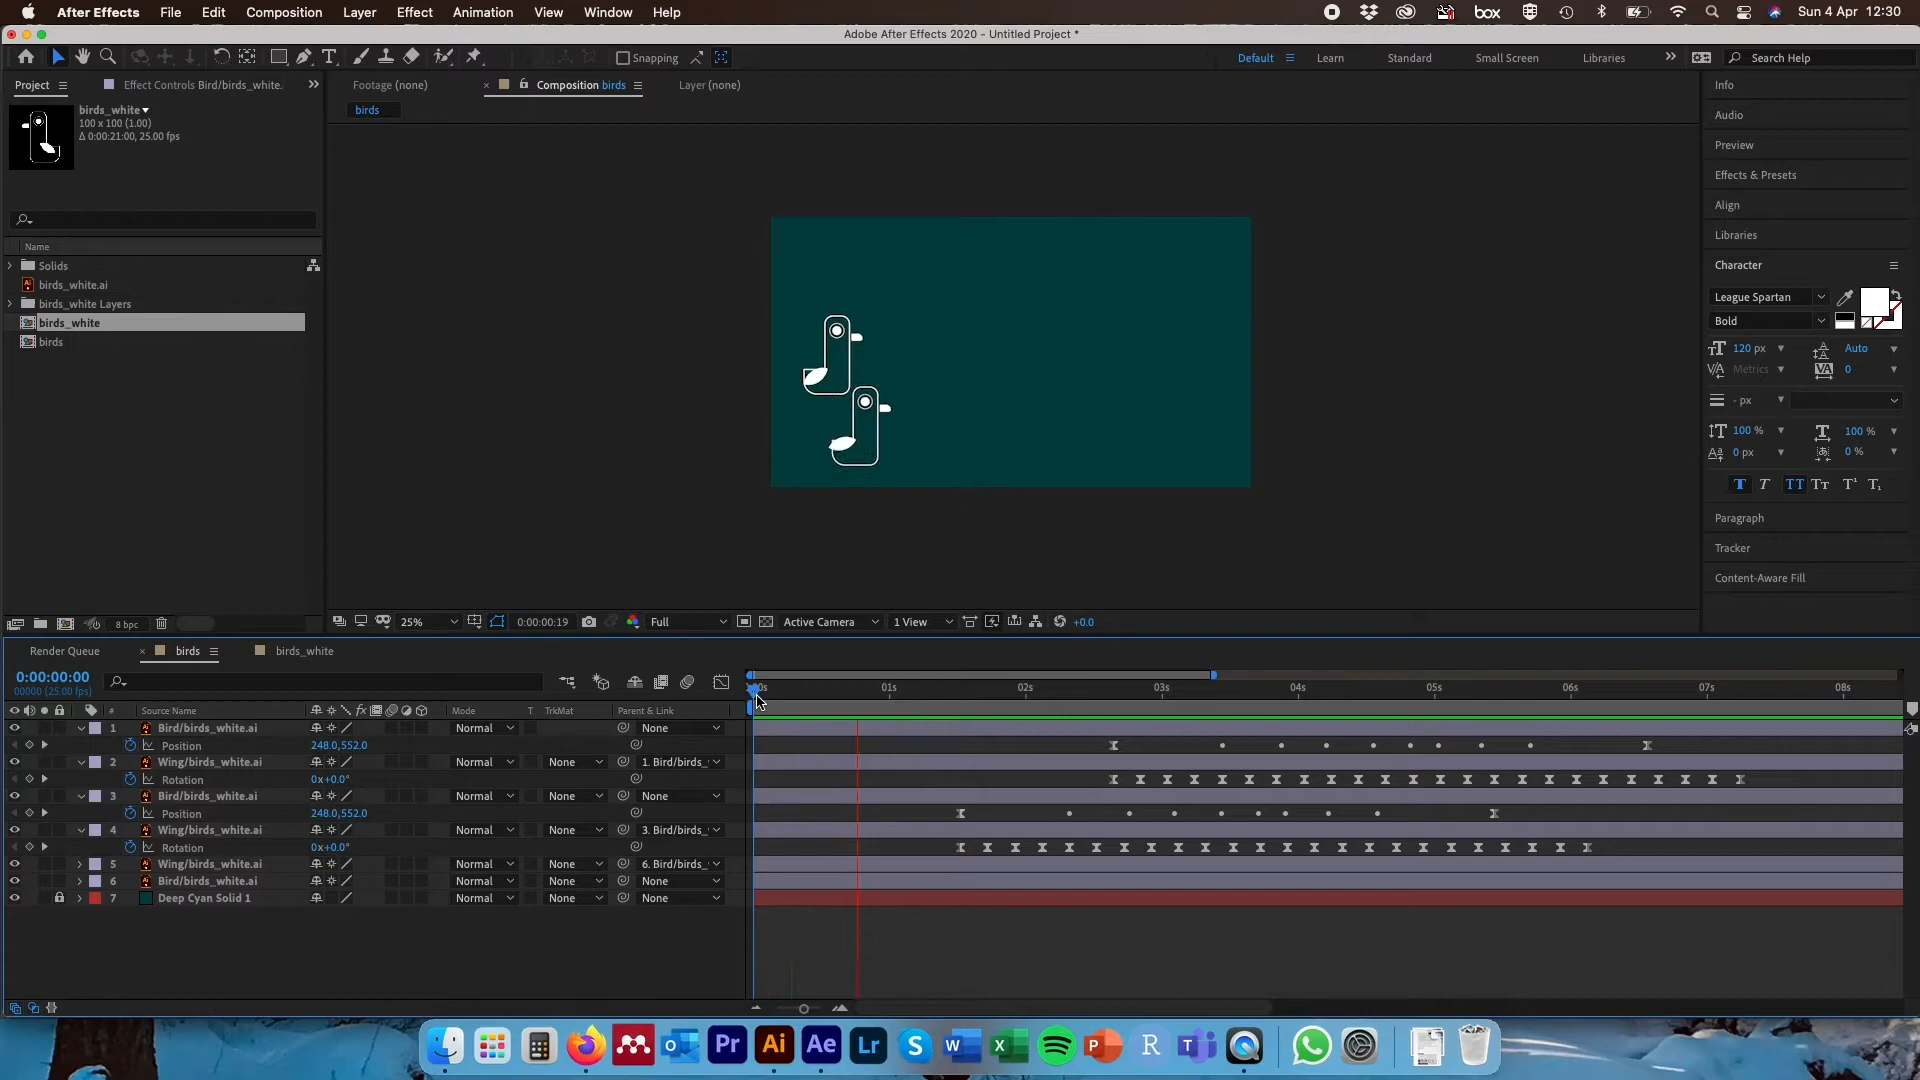 After Effects File Edit Composition Layer Effect Animation View Window Help box Sun 4 Apr 12:30
Adobe After Effects 2020 - Untitled Project *
Snapping Default Learn Standard Small Screen Libraries Search Help
Project Effect Controls Bird/birds_white. Footage (none) Composition birds Layer (none) Info
birds_white birds
100 x 100 (1.00)
Δ 0:00:21:00, 25.00 fps
Audio
Preview
Effects & Presets
Align
Libraries
Name
Solids
birds_white.ai
birds_white Layers
birds_white
birds
Character
League Spartan
Bold
120 px Auto
Metrics 0
- px
100 % 100 %
0 px 0 %
T T TT Tт T¹ T₁
Paragraph
Tracker
Content-Aware Fill
8 bpc 25% 0:00:00:19 Full Active Camera 1 View +0.0
Render Queue birds birds_white
0:00:00:00
00000 (25.00 fps)
01s 02s 03s 04s 05s 06s 07s 08s
# Source Name Mode T TrkMat Parent & Link
1 Bird/birds_white.ai Normal None
Position 248.0,552.0
2 Wing/birds_white.ai Normal None 1. Bird/birds_
Rotation 0x+0.0°
3 Bird/birds_white.ai Normal None None
Position 248.0,552.0
4 Wing/birds_white.ai Normal None 3. Bird/birds_
Rotation 0x+0.0°
5 Wing/birds_white.ai Normal None 6. Bird/birds_
6 Bird/birds_white.ai Normal None None
7 Deep Cyan Solid 1 Normal None None
Pr Ai Ae Lr S W X P R T